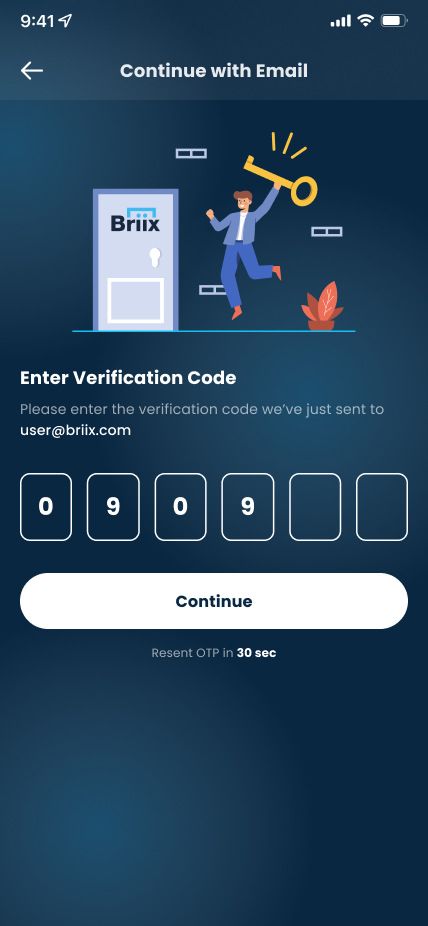 9:41
Continue with Email
Briix
Enter Verification Code
Please enter the verification code we’ve just sent to
user@briix.com
0 9 0 9
Continue
Resent OTP in 30 sec